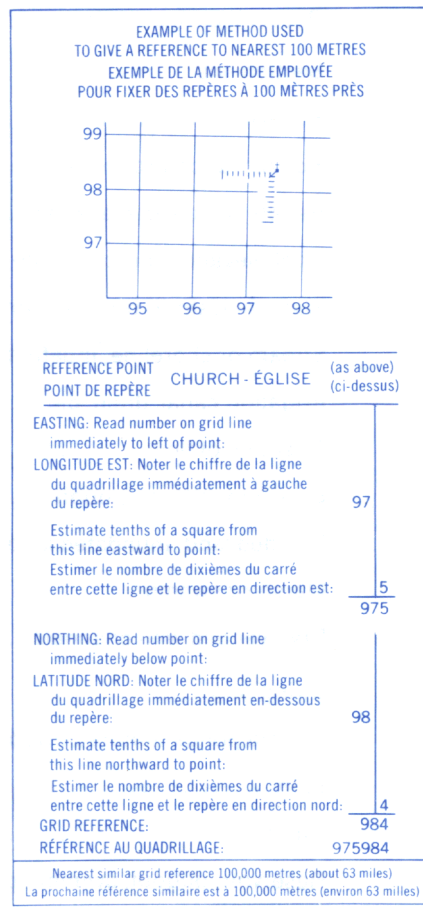 EXAMPLE OF METHOD USED
TO GIVE A REFERENCE TO NEAREST 100 METRES
EXEMPLE DE LA MÉTHODE EMPLOYÉE
POUR FIXER DES REPÈRES À 100 MÈTRES PRÈS
99
98
97
95 96 97 98
REFERENCE POINT
POINT DE REPÈRE
CHURCH - ÉGLISE
(as above)
(ci-dessus)
EASTING: Read number on grid line
immediately to left of point:
LONGITUDE EST: Noter le chiffre de la ligne
du quadrillage immédiatement à gauche
du repère: 97
Estimate tenths of a square from
this line eastward to point:
Estimer le nombre de dixièmes du carré
entre cette ligne et le repère en direction est: 5
975
NORTHING: Read number on grid line
immediately below point:
LATITUDE NORD: Noter le chiffre de la ligne
du quadrillage immédiatement en-dessous
du repère: 98
Estimate tenths of a square from
this line northward to point:
Estimer le nombre de dixièmes du carré
entre cette ligne et le repère en direction nord: 4
GRID REFERENCE: 984
RÉFÉRENCE AU QUADRILLAGE: 975984
Nearest similar grid reference 100,000 metres (about 63 miles)
La prochaine référence similaire est à 100,000 mètres (environ 63 milles)